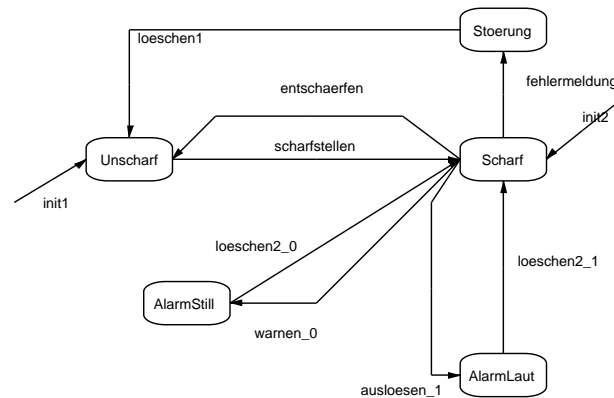 Stoerung
loeschen1
fehlermeldung
entschaerfen
init2
scharfstellen
Unscharf
Scharf
init1
loeschen2_0
loeschen2_1
AlarmStill
warnen_0
AlarmLaut
ausloesen_1